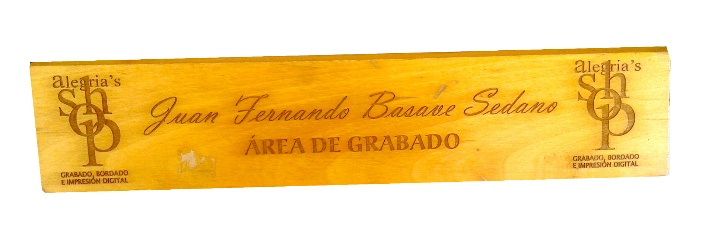 alegria's
shop
GRABADO, BORDADO
E IMPRESIÓN DIGITAL
Juan Fernando Basave Sedano
ÁREA DE GRABADO
alegria's
shop
GRABADO, BORDADO
E IMPRESIÓN DIGITAL